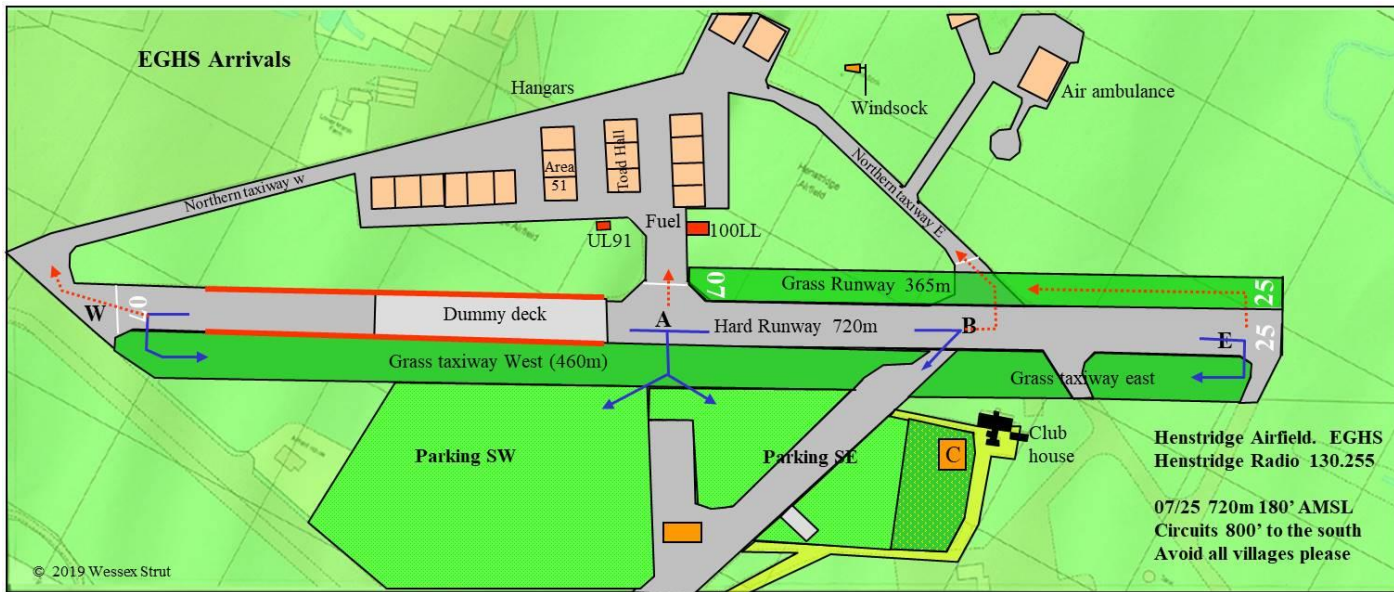 EGHS Arrivals
Hangars
Windsock
Air ambulance
Area
51
Toad Hall
Northern taxiway w
Northern taxiway E
Fuel
UL91
100LL
07
Grass Runway 365m
25
W
Dummy deck
A
Hard Runway 720m
B
E
25
Grass taxiway West (460m)
Grass taxiway east
Parking SW
Parking SE
C
Club
house
Henstridge Airfield. EGHS
Henstridge Radio 130.255
07/25 720m 180' AMSL
Circuits 800' to the south
Avoid all villages please
© 2019 Wessex Strut